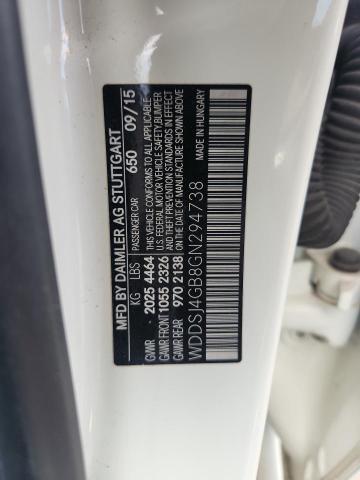 MFD BY DAIMLER AG STUTTGART
PASSENGER CAR 650 09/15
KG LBS
GVWR 2025 4464
GAWR FRONT 1055 2326
GAWR REAR 970 2138
THIS VEHICLE CONFORMS TO ALL APPLICABLE
U.S. FEDERAL MOTOR VEHICLE SAFETY,BUMPER
AND THEFT PREVENTION STANDARDS IN EFFECT
ON THE DATE OF MANUFACTURE SHOWN ABOVE
WDDSJ4GB8GN294738
MADE IN HUNGARY